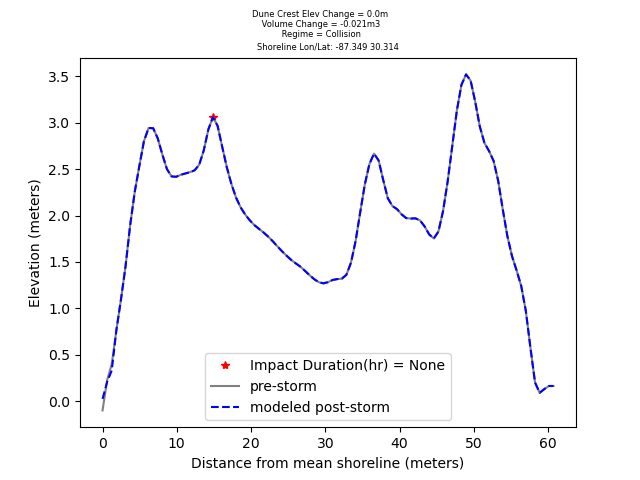 Dune Crest Elev Change = 0.0m
Volume Change = -0.021m3
Regime = Collision
Shoreline Lon/Lat: -87.349 30.314
3.5
3.0
2.5
2.0
1.5
1.0
0.5
0.0
Elevation (meters)
Impact Duration(hr) = None
pre-storm
modeled post-storm
0 10 20 30 40 50 60
Distance from mean shoreline (meters)